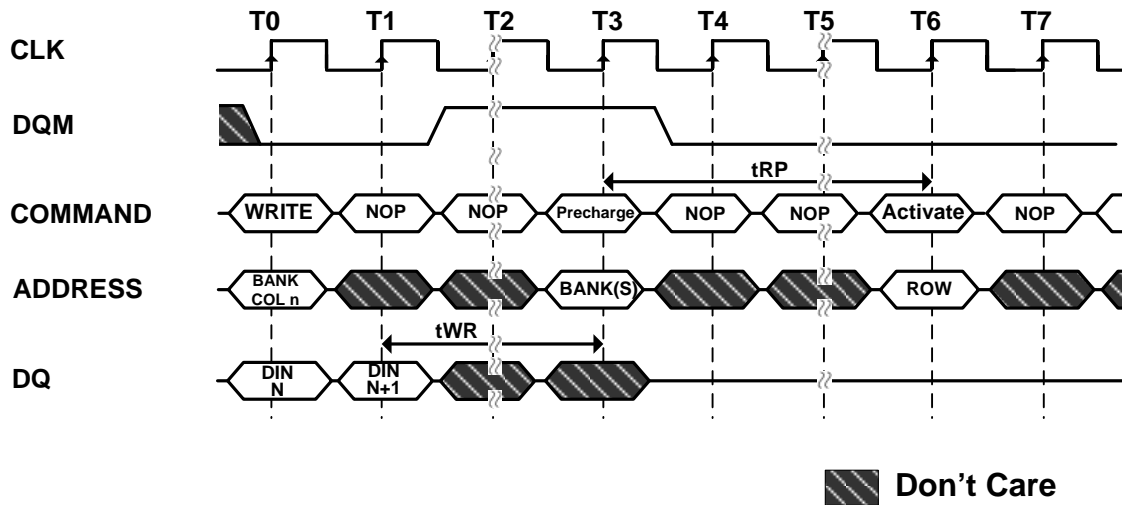 T0 T1 T2 T3 T4 T5 T6 T7
CLK
DQM
tRP
COMMAND WRITE NOP NOP Precharge NOP NOP Activate NOP
ADDRESS BANK COL n BANK(S) ROW
tWR
DQ DIN N DIN N+1
Don't Care